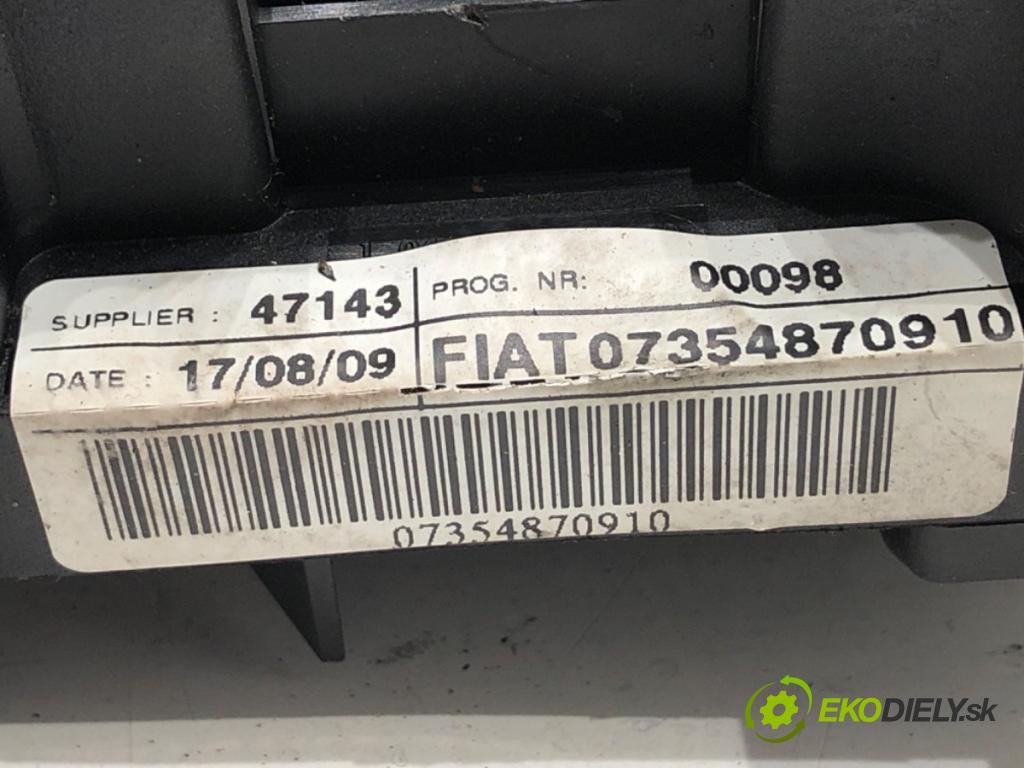 SUPPLIER : 47143 PROG. NR: 00098
DATE : 17/08/09 FIAT 07354870910
07354870910
EKODIELY.sk